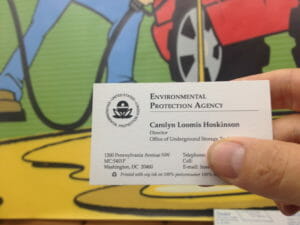 ENVIRONMENTAL
PROTECTION AGENCY
Carolyn Loomis Hoskinson
Director
Office of Underground Storage
1200 Pennsylvania Avenue NW
MC:5401P
Washington, DC 20460
Telephone:
Cell:
E-mail:
Printed with soy ink on 100% postconsumer